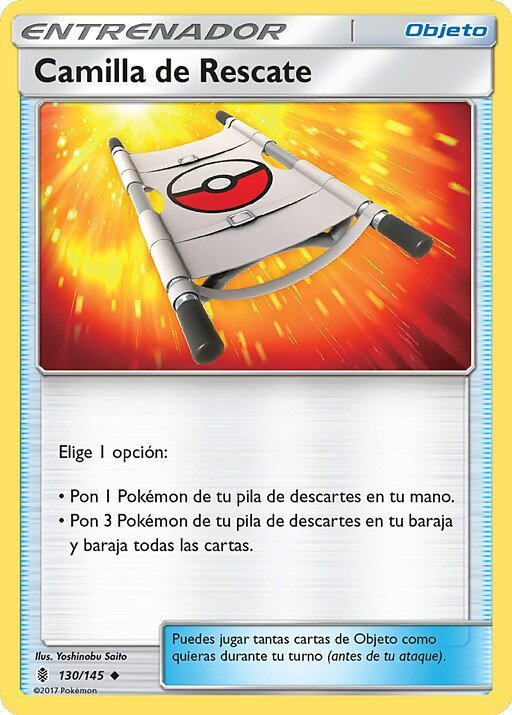 ENTRENADOR
Objeto
Camilla de Rescate
Elige 1 opción:
• Pon 1 Pokémon de tu pila de descartes en tu mano.
• Pon 3 Pokémon de tu pila de descartes en tu baraja
y baraja todas las cartas.
Puedes jugar tantas cartas de Objeto como
quieras durante tu turno (antes de tu ataque).
Ilus. Yoshinobu Saito
130/145 ◆
©2017 Pokémon